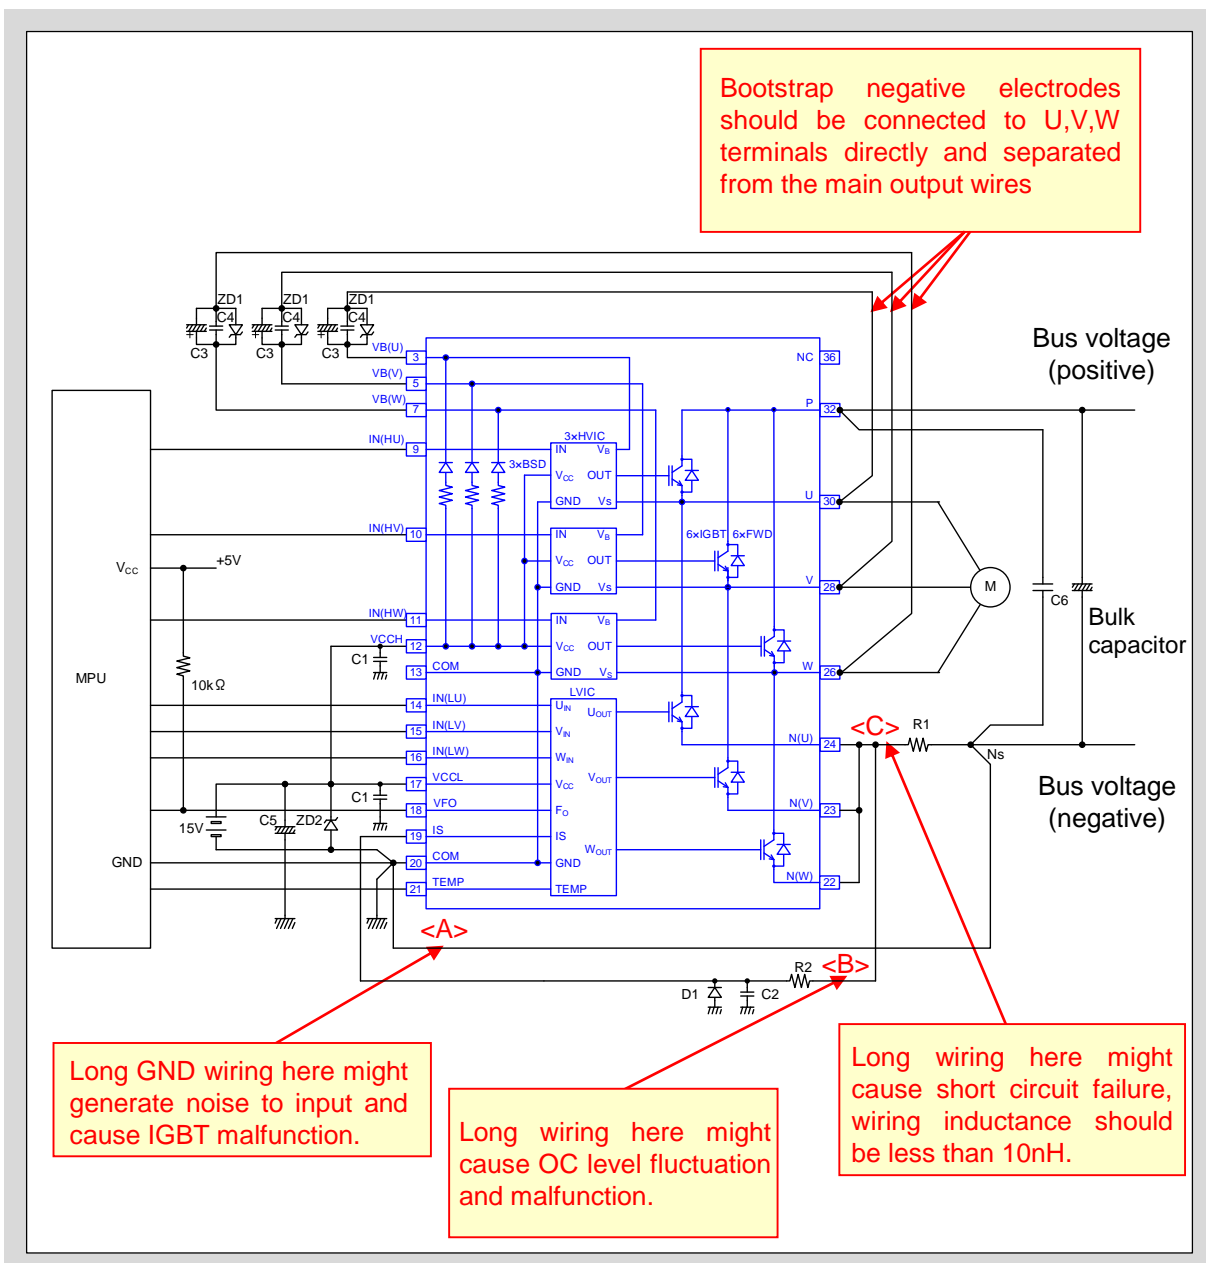 Bootstrap negative electrodes
should be connected to U,V,W
terminals directly and separated
from the main output wires
ZD1
ZD1
ZD1
C4
C4
C4
C3
C3
C3
+
+
+
Bus voltage
(positive)
VB(U)
3
NC
36
VB(V)
5
VB(W)
7
P
32
IN(HU)
9
3×HVIC
IN
VB
3×BSD
VCC
OUT
GND
Vs
U
30
IN(HV)
10
IN
VB
6×IGBT
6×FWD
VCC
OUT
GND
Vs
V
28
VCC
+5V
M
C6
IN(HW)
11
IN
VB
Bulk
capacitor
VCCH
12
VCC
OUT
C1
COM
13
GND
VS
W
26
MPU
10kΩ
LVIC
IN(LU)
14
UIN
UOUT
IN(LV)
15
VIN
<C>
R1
IN(LW)
16
WIN
N(U)
24
Ns
VCCL
17
VCC
VOUT
C1
VFO
18
FO
N(V)
23
Bus voltage
(negative)
15V
C5
ZD2
IS
19
IS
WOUT
GND
COM
20
GND
TEMP
21
TEMP
N(W)
22
<A>
R2
<B>
D1
C2
Long GND wiring here might
generate noise to input and
cause IGBT malfunction.
Long wiring here might
cause OC level fluctuation
and malfunction.
Long wiring here might
cause short circuit failure,
wiring inductance should
be less than 10nH.